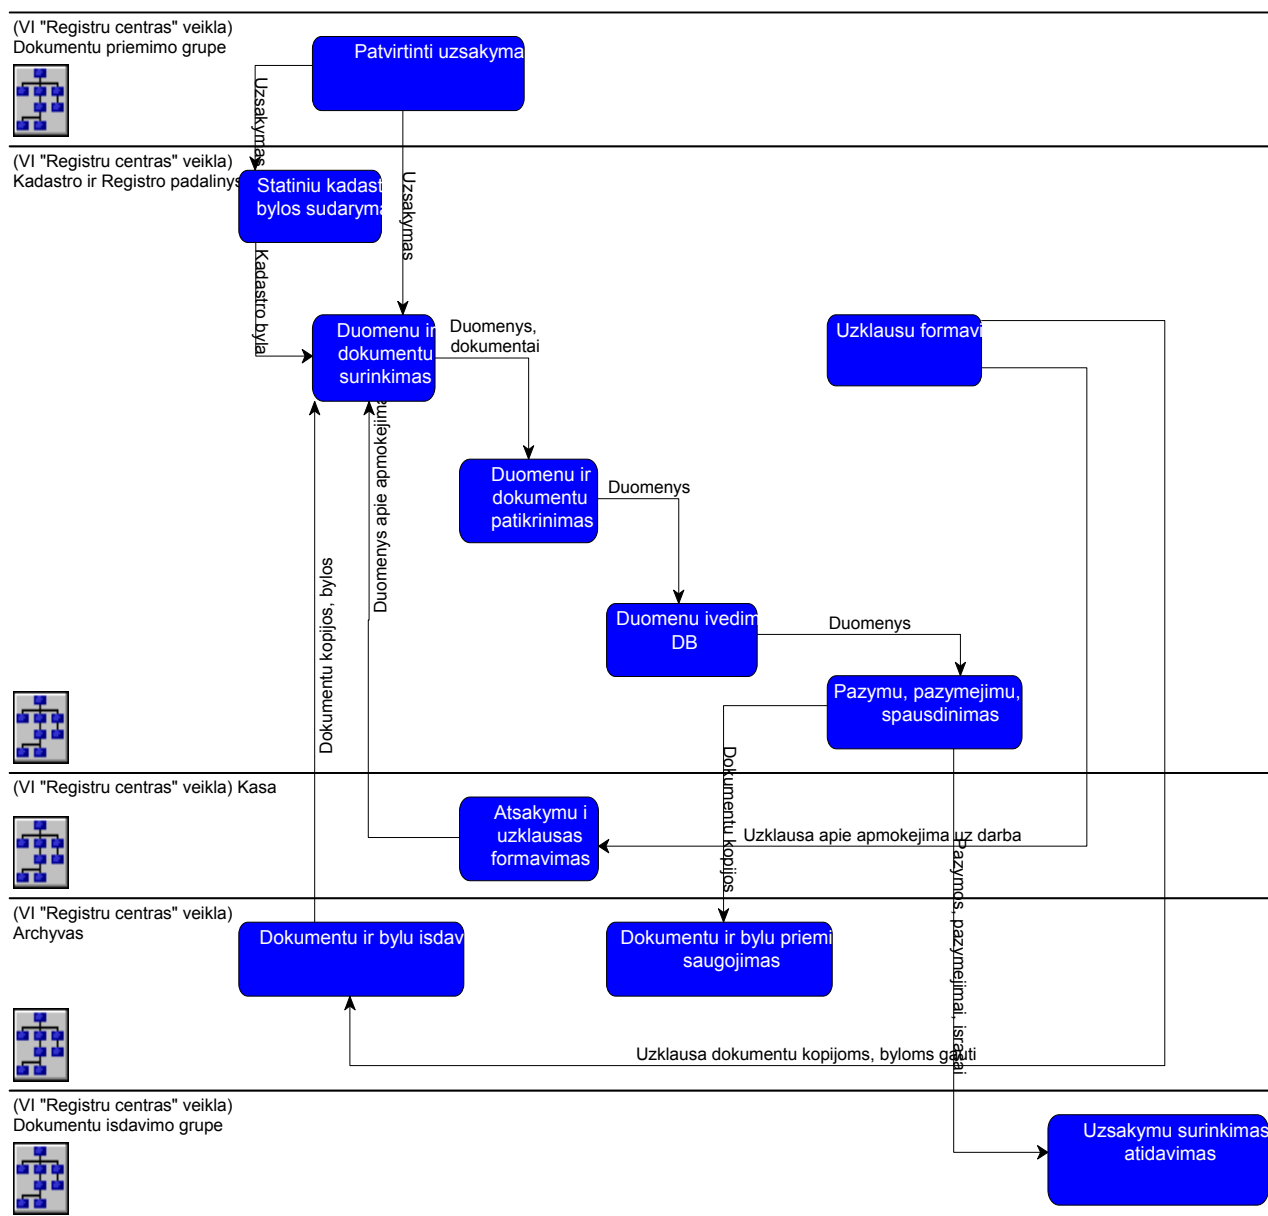 (VI "Registru centras" veikla)
Dokumentu priemimo grupe
Patvirtinti uzsakyma
Uzsakymas
(VI "Registru centras" veikla)
Kadastro ir Registro padalinys
Statiniu kadast
bylos sudarym
Uzsakymas
Kadastro byla
Duomenu ir
dokumentu
surinkimas
Duomenys,
dokumentai
Uzklausu formavi
Duomenys apie apmokejima
Duomenu ir
dokumentu
patikrinimas
Duomenys
Dokumentu kopijos, bylos
Duomenu ivedim
DB
Duomenys
Pazymu, pazymejimu,
spausdinimas
Dokumentu kopijos
(VI "Registru centras" veikla) Kasa
Atsakymu i
uzklausas
formavimas
Uzklausa apie apmokejima uz darba
Pazymos, pazymejimai, israsai
(VI "Registru centras" veikla)
Archyvas
Dokumentu ir bylu isdav
Dokumentu ir bylu priemi
saugojimas
Uzklausa dokumentu kopijoms, byloms gauti
(VI "Registru centras" veikla)
Dokumentu isdavimo grupe
Uzsakymu surinkimas
atidavimas